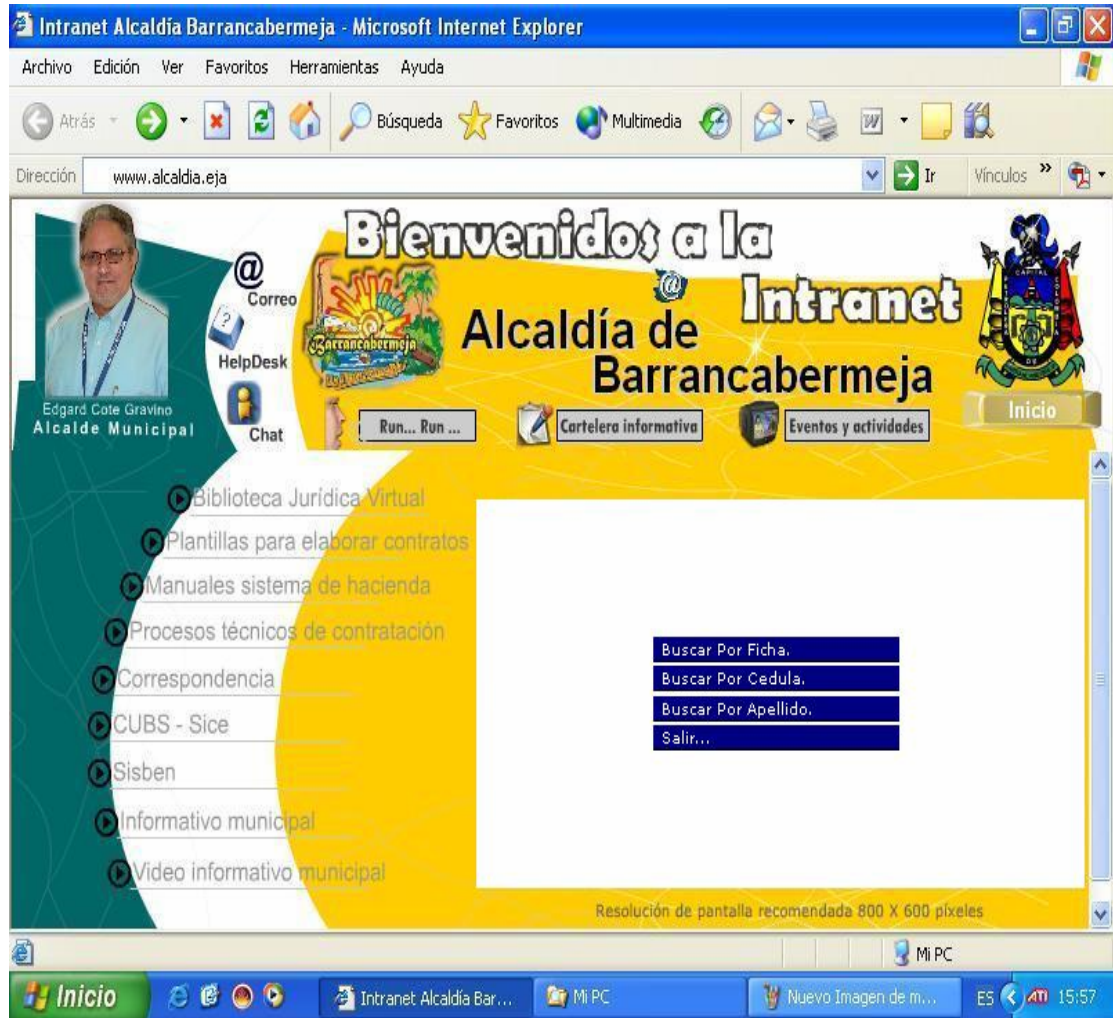 Intranet Alcaldía Barrancabermeja - Microsoft Internet Explorer
Archivo Edición Ver Favoritos Herramientas Ayuda
Atrás Búsqueda Favoritos Multimedia
Dirección www.alcaldia.eja Ir Vínculos »
Bienvenidos a la
Intranet
Alcaldía de
Barrancabermeja
Barrancabermeja
CAPITAL
@
Correo
?
HelpDesk
Chat
Edgard Cote Gravino
Alcalde Municipal
Run... Run ...
Cartelera informativa
Eventos y actividades
Inicio
Biblioteca Jurídica Virtual
Plantillas para elaborar contratos
Manuales sistema de hacienda
Procesos técnicos de contratación
Correspondencia
CUBS - Sice
Sisben
Informativo municipal
Video informativo municipal
Buscar Por Ficha.
Buscar Por Cedula.
Buscar Por Apellido.
Salir...
Resolución de pantalla recomendada 800 X 600 píxeles
Mi PC
Inicio Intranet Alcaldía Bar... Mi PC Nuevo Imagen de m... ES ATI 15:57